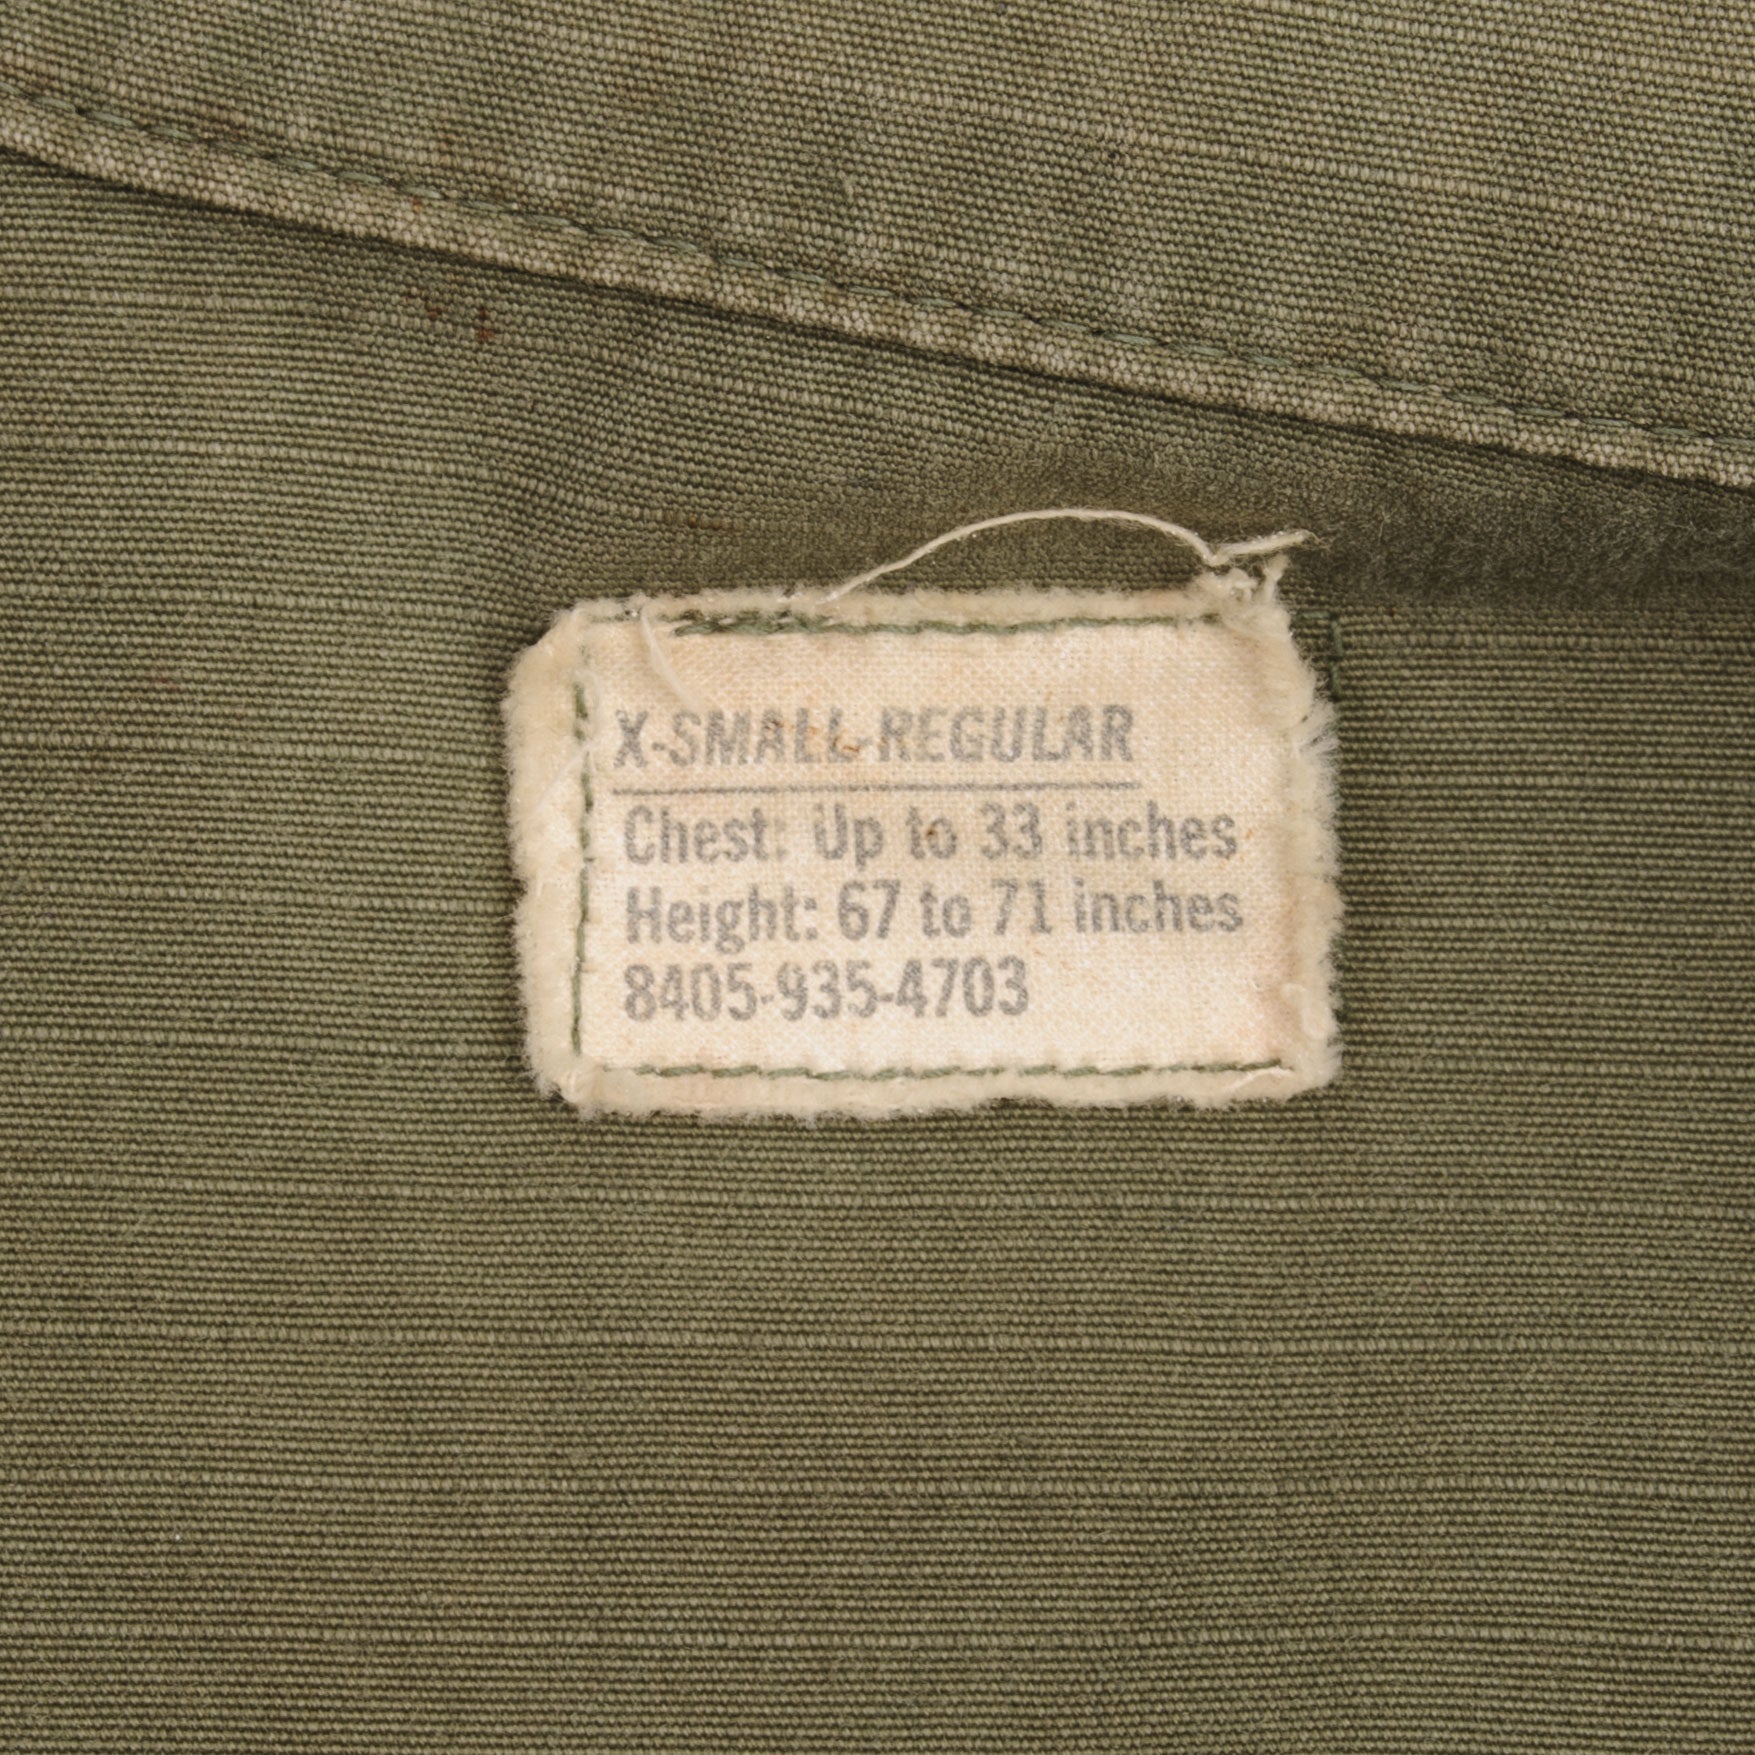 X-SMALL-REGULAR
Chest: Up to 33 inches
Height: 67 to 71 inches
8405-935-4703